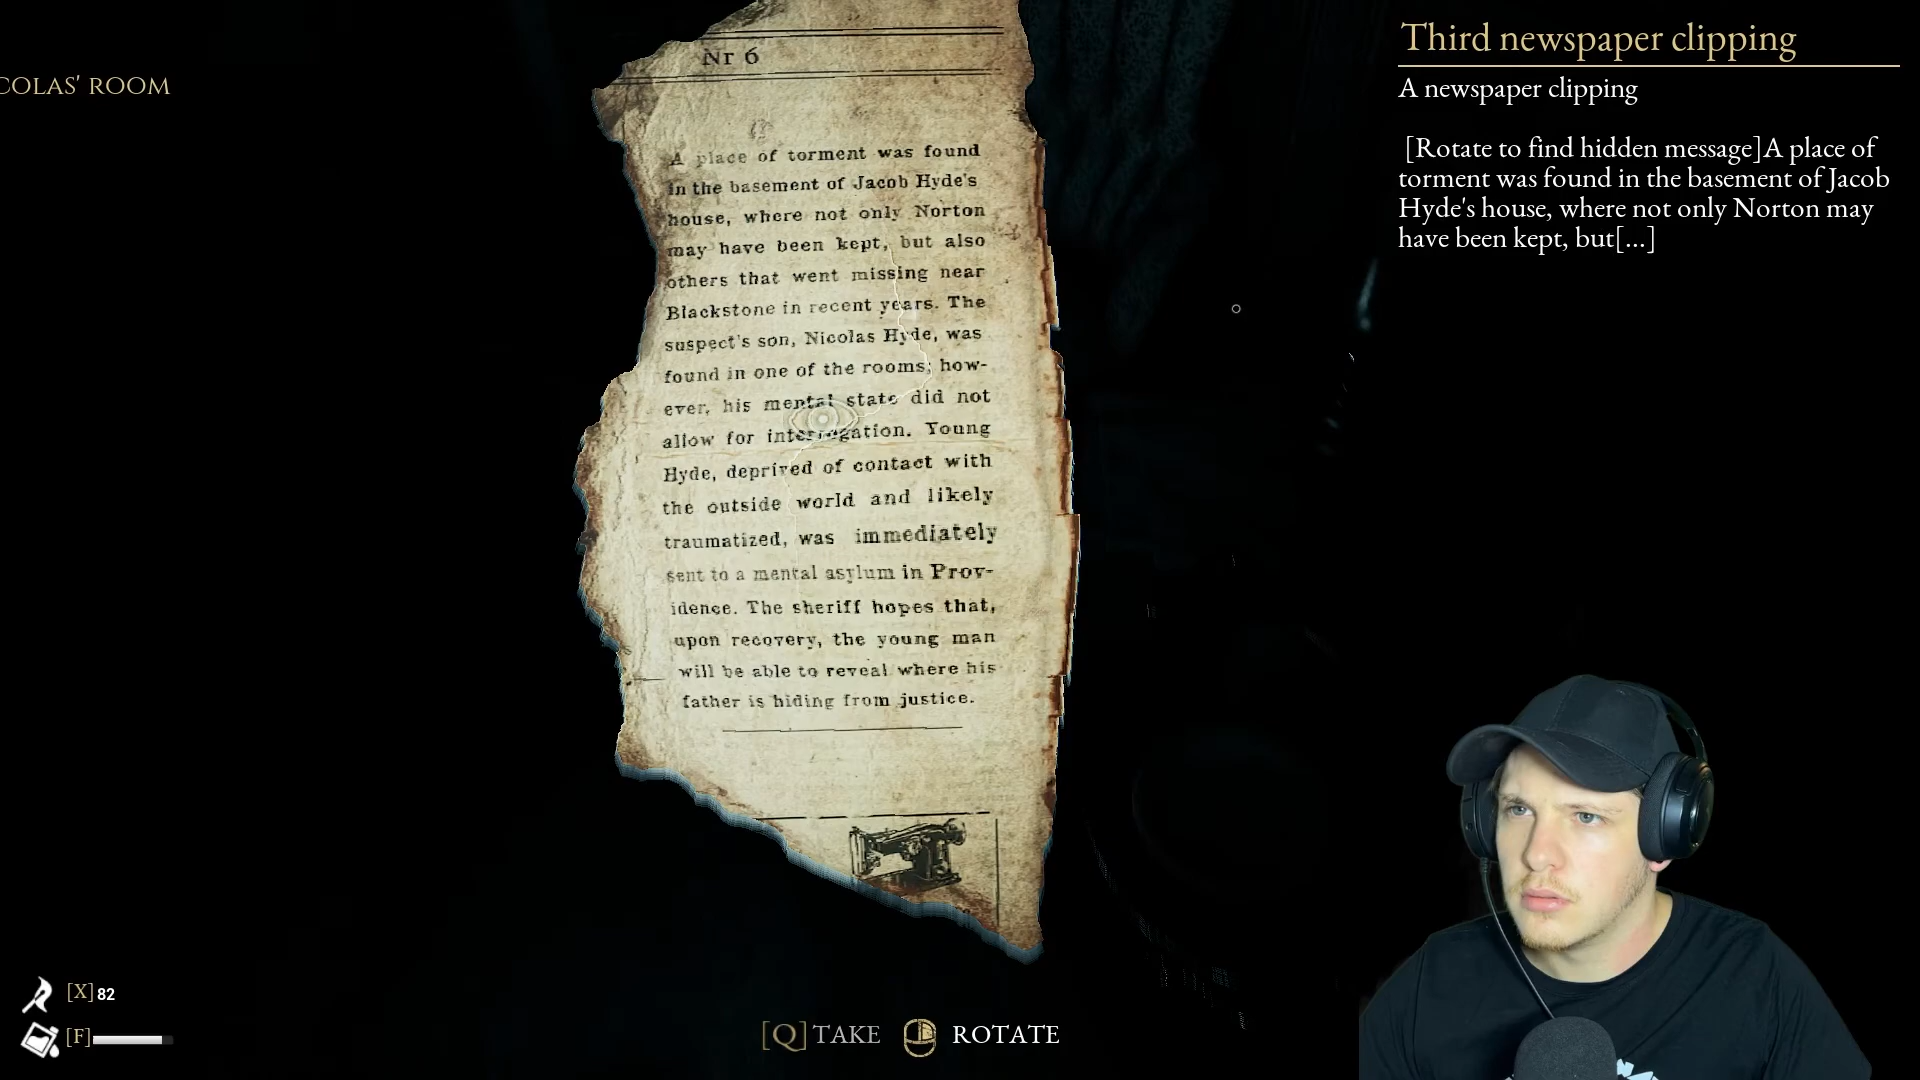 COLAS' ROOM
Nr 6
A place of torment was found
in the basement of Jacob Hyde's
house, where not only Norton
may have been kept, but also
others that went missing near
Blackstone in recent years. The
suspect's son, Nicolas Hyde, was
found in one of the rooms; how-
ever, his mental state did not
allow for interrogation. Young
Hyde, deprived of contact with
the outside world and likely
traumatized, was immediately
sent to a mental asylum in Prov-
idence. The sheriff hopes that,
upon recovery, the young man
will be able to reveal where his
father is hiding from justice.
Third newspaper clipping
A newspaper clipping
[Rotate to find hidden message]A place of
torment was found in the basement of Jacob
Hyde's house, where not only Norton may
have been kept, but[...]
[X] 82
[F]
[Q] TAKE ROTATE